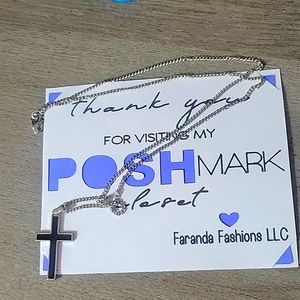 thank you
FOR VISITING MY
POSHMARK
closet
Faranda Fashions LLC